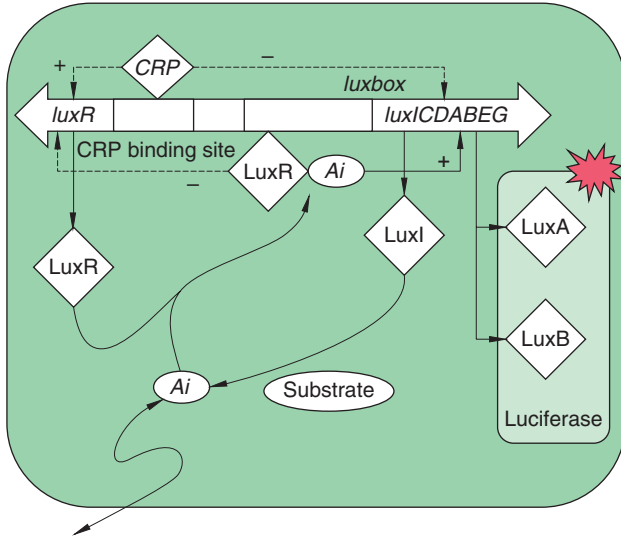 +
CRP
−
luxbox
luxR
luxICDABEG
CRP binding site
−
LuxR
Ai
+
LuxR
LuxI
LuxA
LuxB
Ai
Substrate
Luciferase